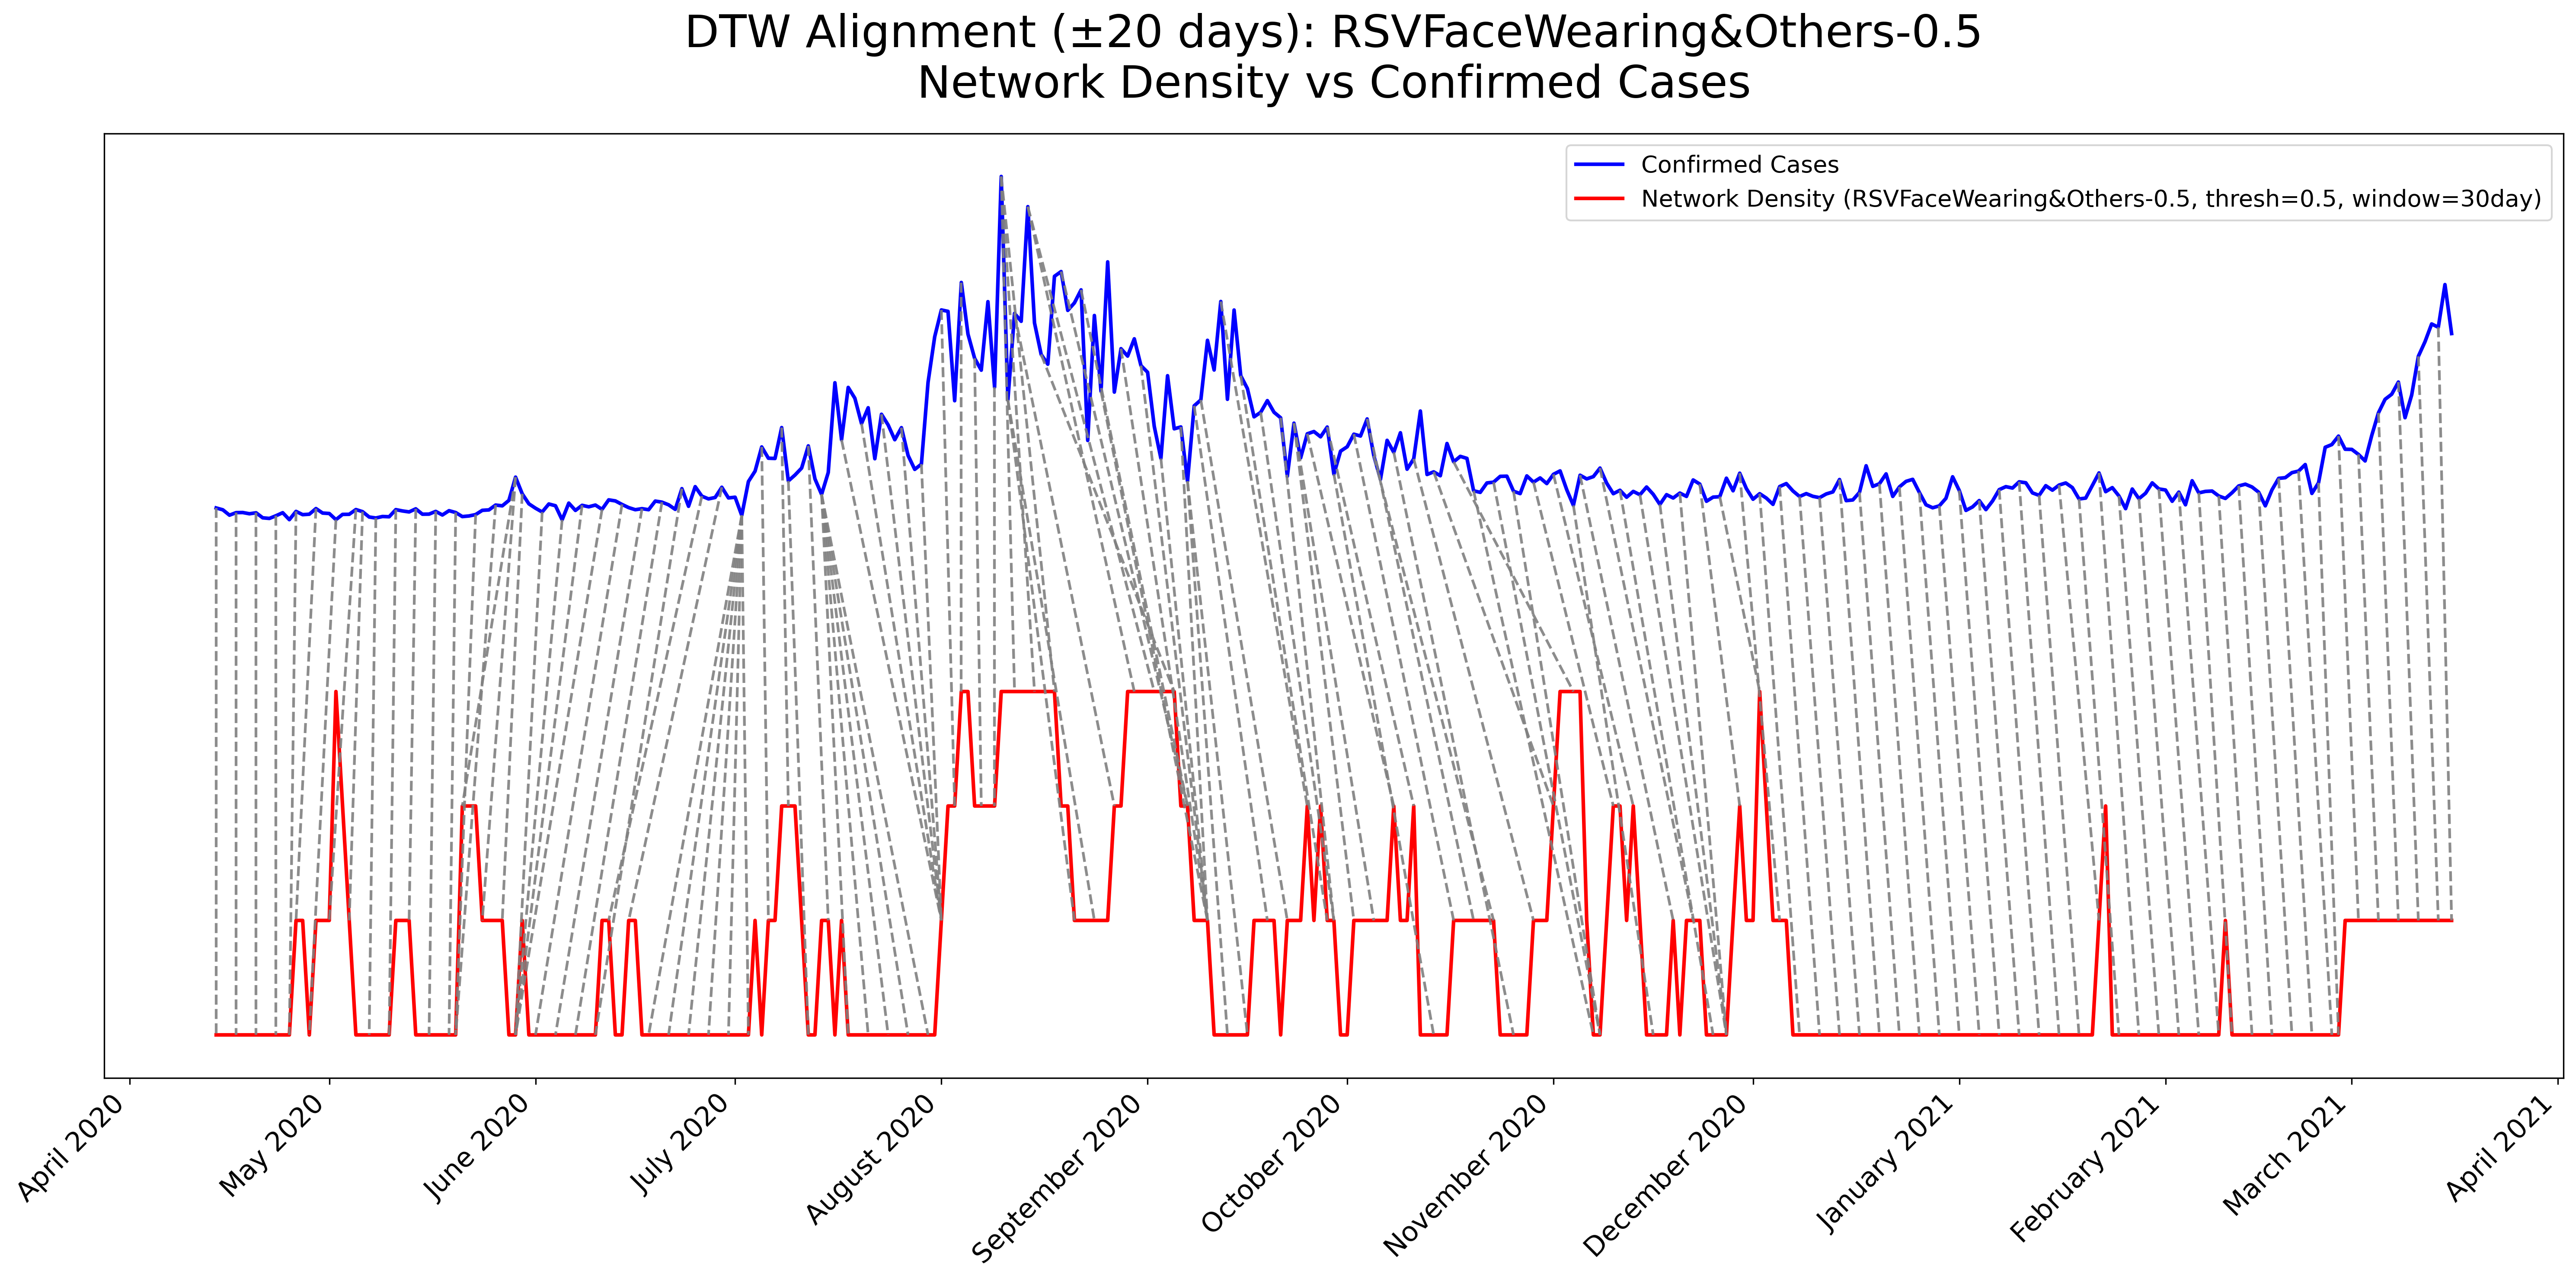 DTW Alignment (±20 days): RSVFaceWearing&Others-0.5
Network Density vs Confirmed Cases
Confirmed Cases
Network Density (RSVFaceWearing&Others-0.5, thresh=0.5, window=30day)
April 2020
May 2020
June 2020
July 2020
August 2020
September 2020
October 2020
November 2020
December 2020
January 2021
February 2021
March 2021
April 2021